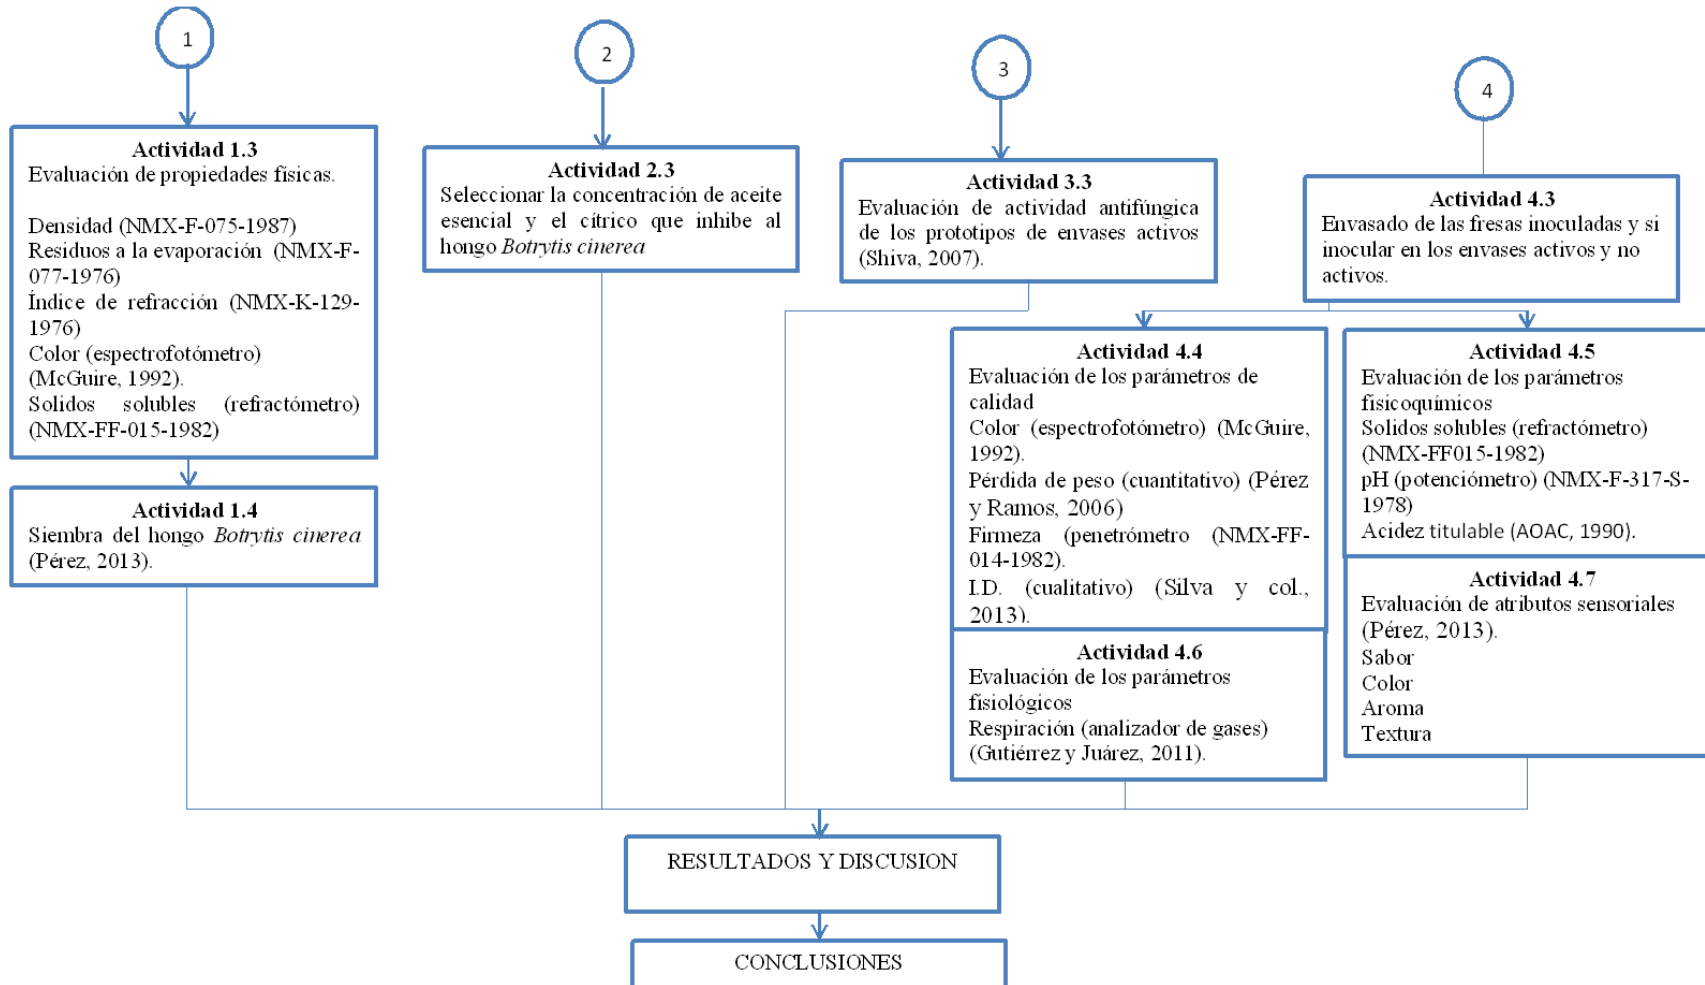 1
2
3
4
Actividad 1.3
Evaluación de propiedades físicas.
Densidad (NMX-F-075-1987)
Residuos a la evaporación (NMX-F-
077-1976)
Índice de refracción (NMX-K-129-
1976)
Color (espectrofotómetro)
(McGuire, 1992).
Solidos solubles (refractómetro)
(NMX-FF-015-1982)
Actividad 1.4
Siembra del hongo Botrytis cinerea
(Pérez, 2013).
Actividad 2.3
Seleccionar la concentración de aceite
esencial y el cítrico que inhibe al
hongo Botrytis cinerea
Actividad 3.3
Evaluación de actividad antifúngica
de los prototipos de envases activos
(Shiva, 2007).
Actividad 4.3
Envasado de las fresas inoculadas y si
inocular en los envases activos y no
activos.
Actividad 4.4
Evaluación de los parámetros de
calidad
Color (espectrofotómetro) (McGuire,
1992).
Pérdida de peso (cuantitativo) (Pérez
y Ramos, 2006)
Firmeza (penetrómetro (NMX-FF-
014-1982).
I.D. (cualitativo) (Silva y col.,
2013).
Actividad 4.5
Evaluación de los parámetros
fisicoquímicos
Solidos solubles (refractómetro)
(NMX-FF015-1982)
pH (potenciómetro) (NMX-F-317-S-
1978)
Acidez titulable (AOAC, 1990).
Actividad 4.6
Evaluación de los parámetros
fisiológicos
Respiración (analizador de gases)
(Gutiérrez y Juárez, 2011).
Actividad 4.7
Evaluación de atributos sensoriales
(Pérez, 2013).
Sabor
Color
Aroma
Textura
RESULTADOS Y DISCUSION
CONCLUSIONES